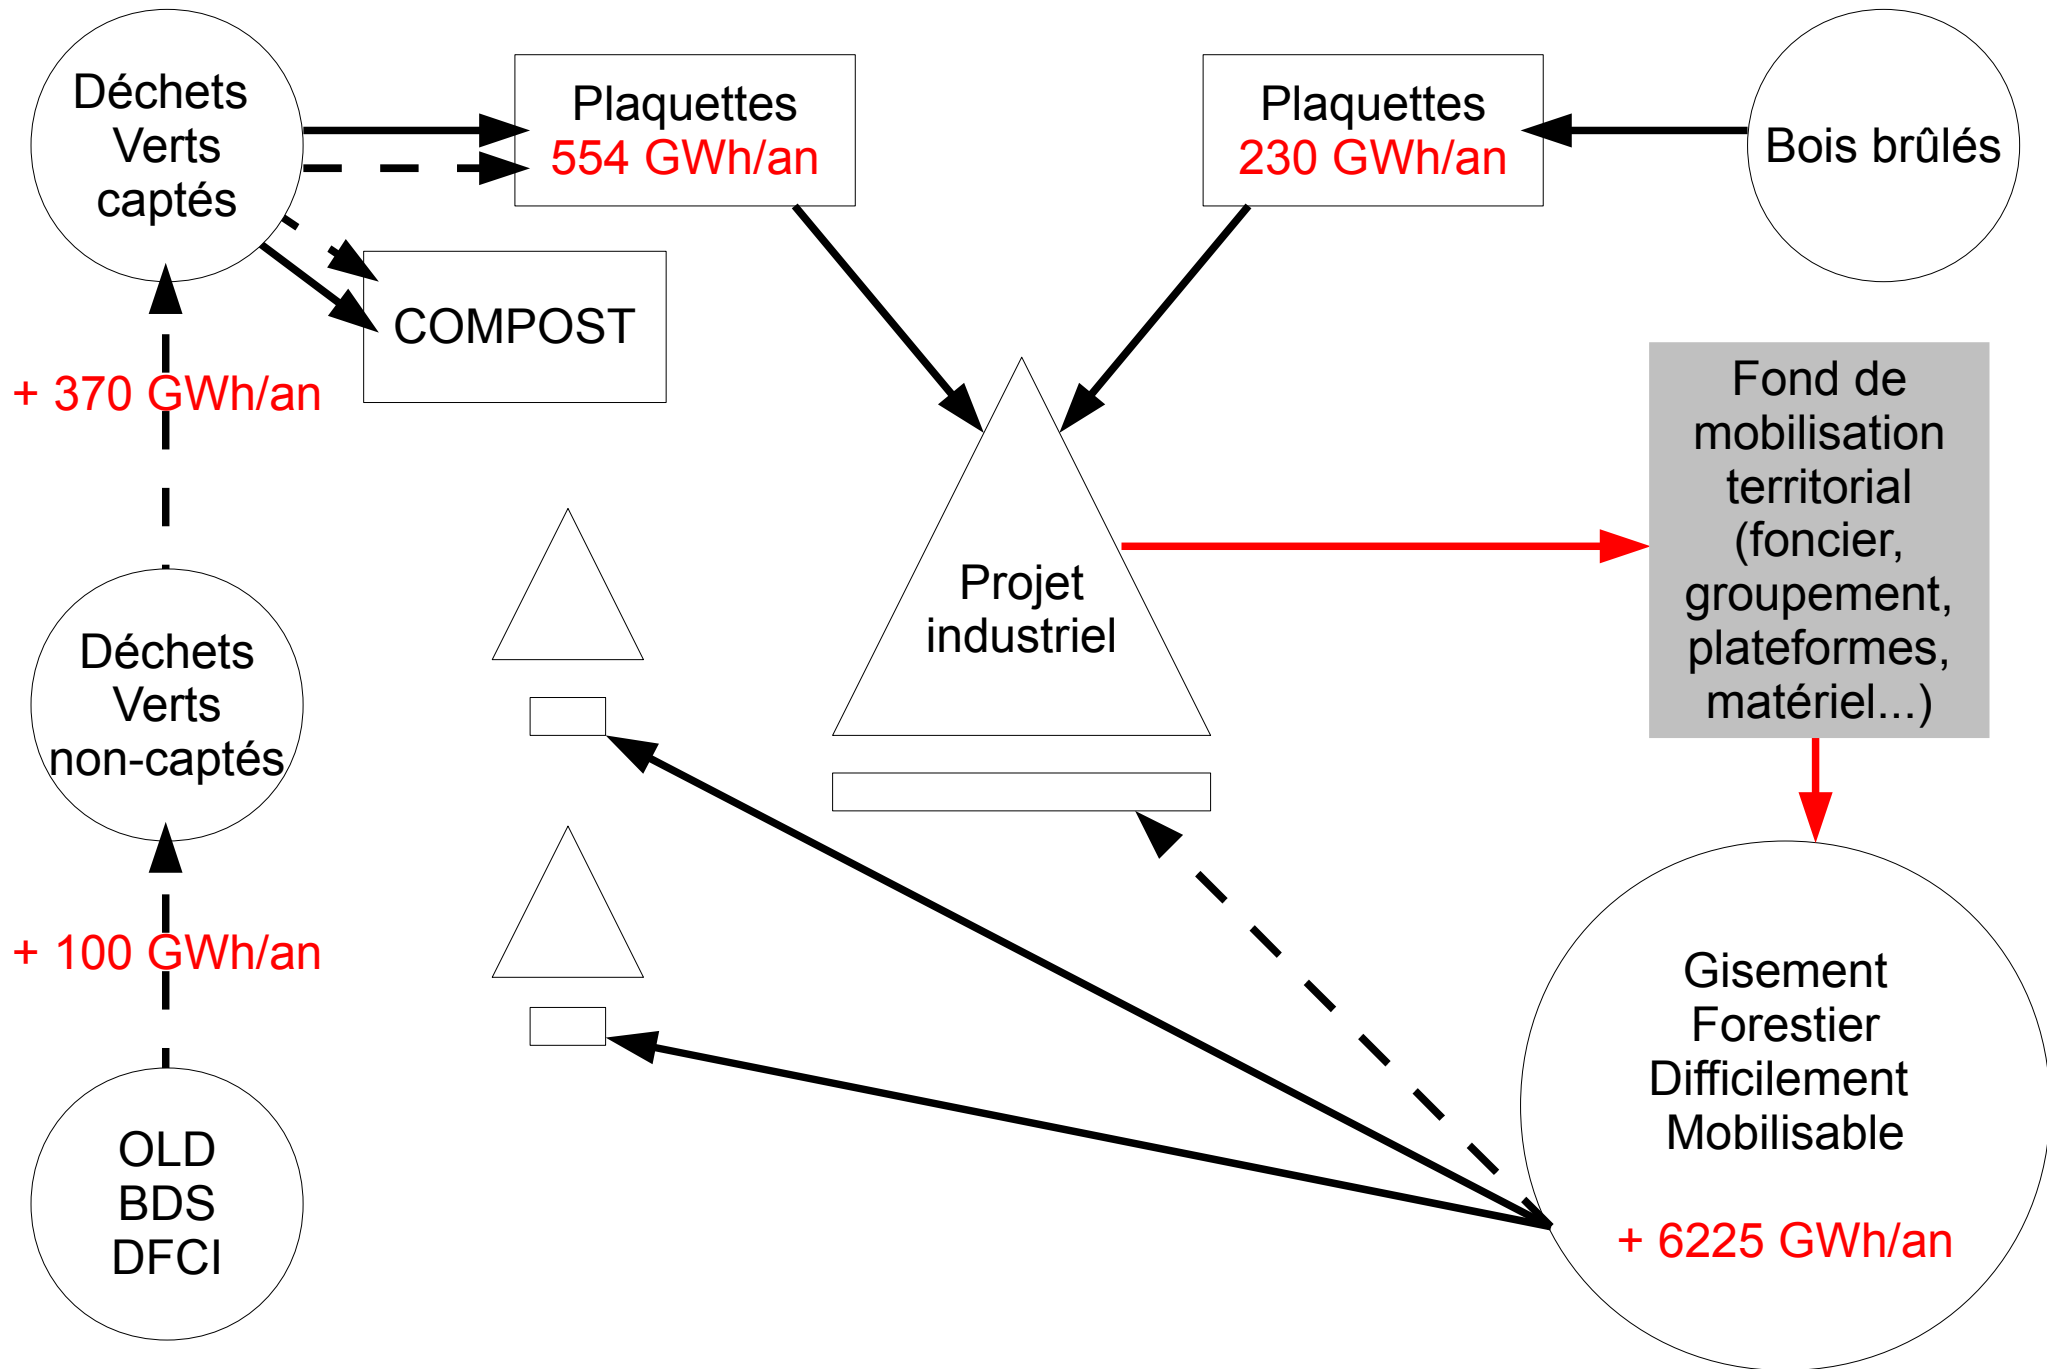 Déchets
Verts
captés
Plaquettes
554 GWh/an
Plaquettes
230 GWh/an
Bois brûlés
COMPOST
+ 370 GWh/an
Fond de
mobilisation
territorial
(foncier,
groupement,
plateformes,
matériel...)
Projet
industriel
Déchets
Verts
non-captés
+ 100 GWh/an
OLD
BDS
DFCI
Gisement
Forestier
Difficilement
Mobilisable
+ 6225 GWh/an